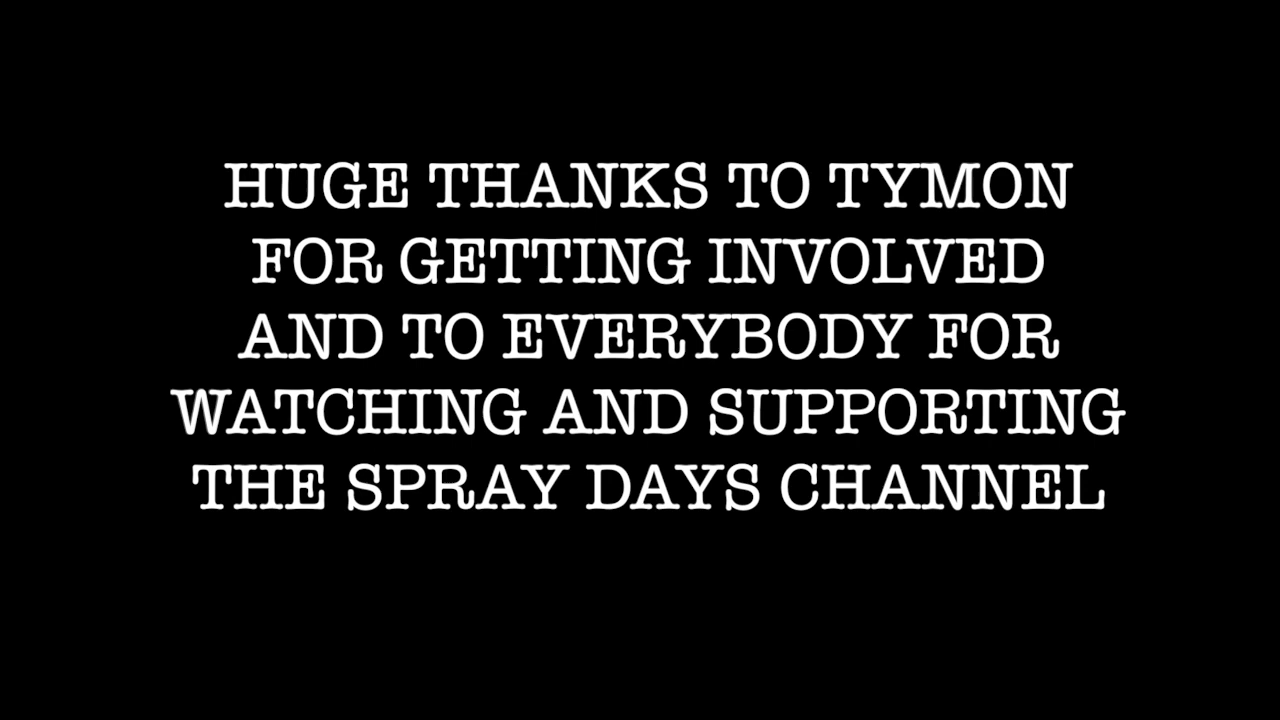 HUGE THANKS TO TYMON
FOR GETTING INVOLVED
AND TO EVERYBODY FOR
WATCHING AND SUPPORTING
THE SPRAY DAYS CHANNEL